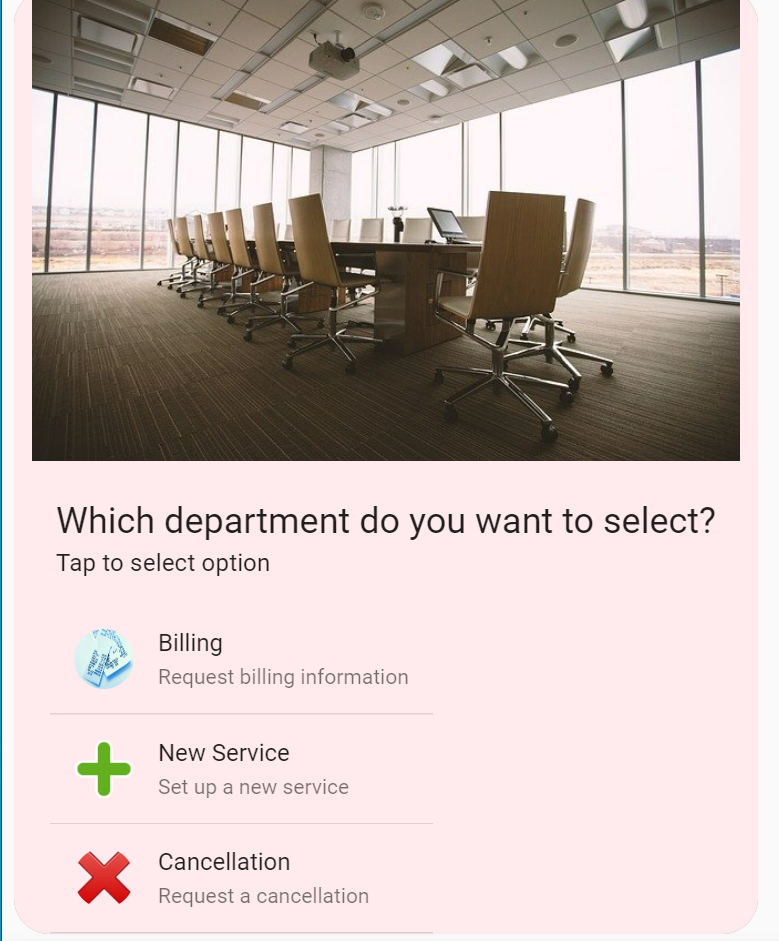 Which department do you want to select?
Tap to select option
Billing
Request billing information
New Service
Set up a new service
Cancellation
Request a cancellation